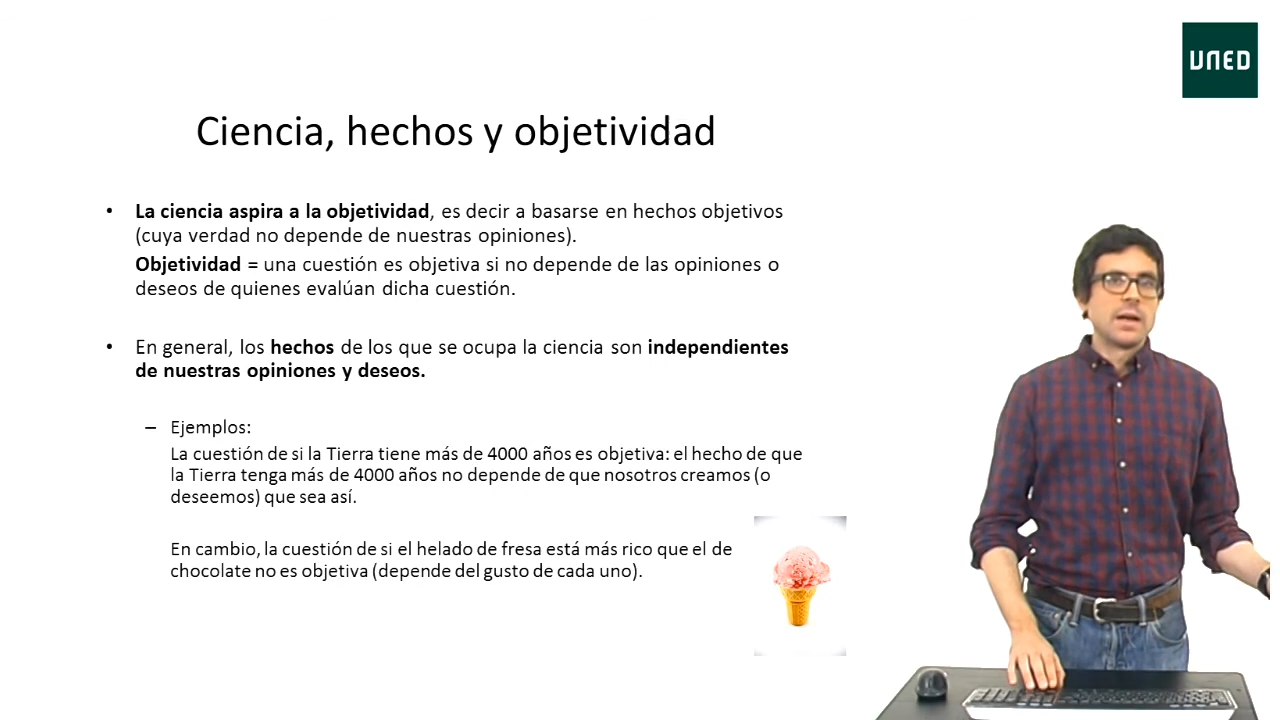 UNED
Ciencia, hechos y objetividad
• La ciencia aspira a la objetividad, es decir a basarse en hechos objetivos
(cuya verdad no depende de nuestras opiniones).
Objetividad = una cuestión es objetiva si no depende de las opiniones o
deseos de quienes evalúan dicha cuestión.
• En general, los hechos de los que se ocupa la ciencia son independientes
de nuestras opiniones y deseos.
– Ejemplos:
La cuestión de si la Tierra tiene más de 4000 años es objetiva: el hecho de que
la Tierra tenga más de 4000 años no depende de que nosotros creamos (o
deseemos) que sea así.
En cambio, la cuestión de si el helado de fresa está más rico que el de
chocolate no es objetiva (depende del gusto de cada uno).